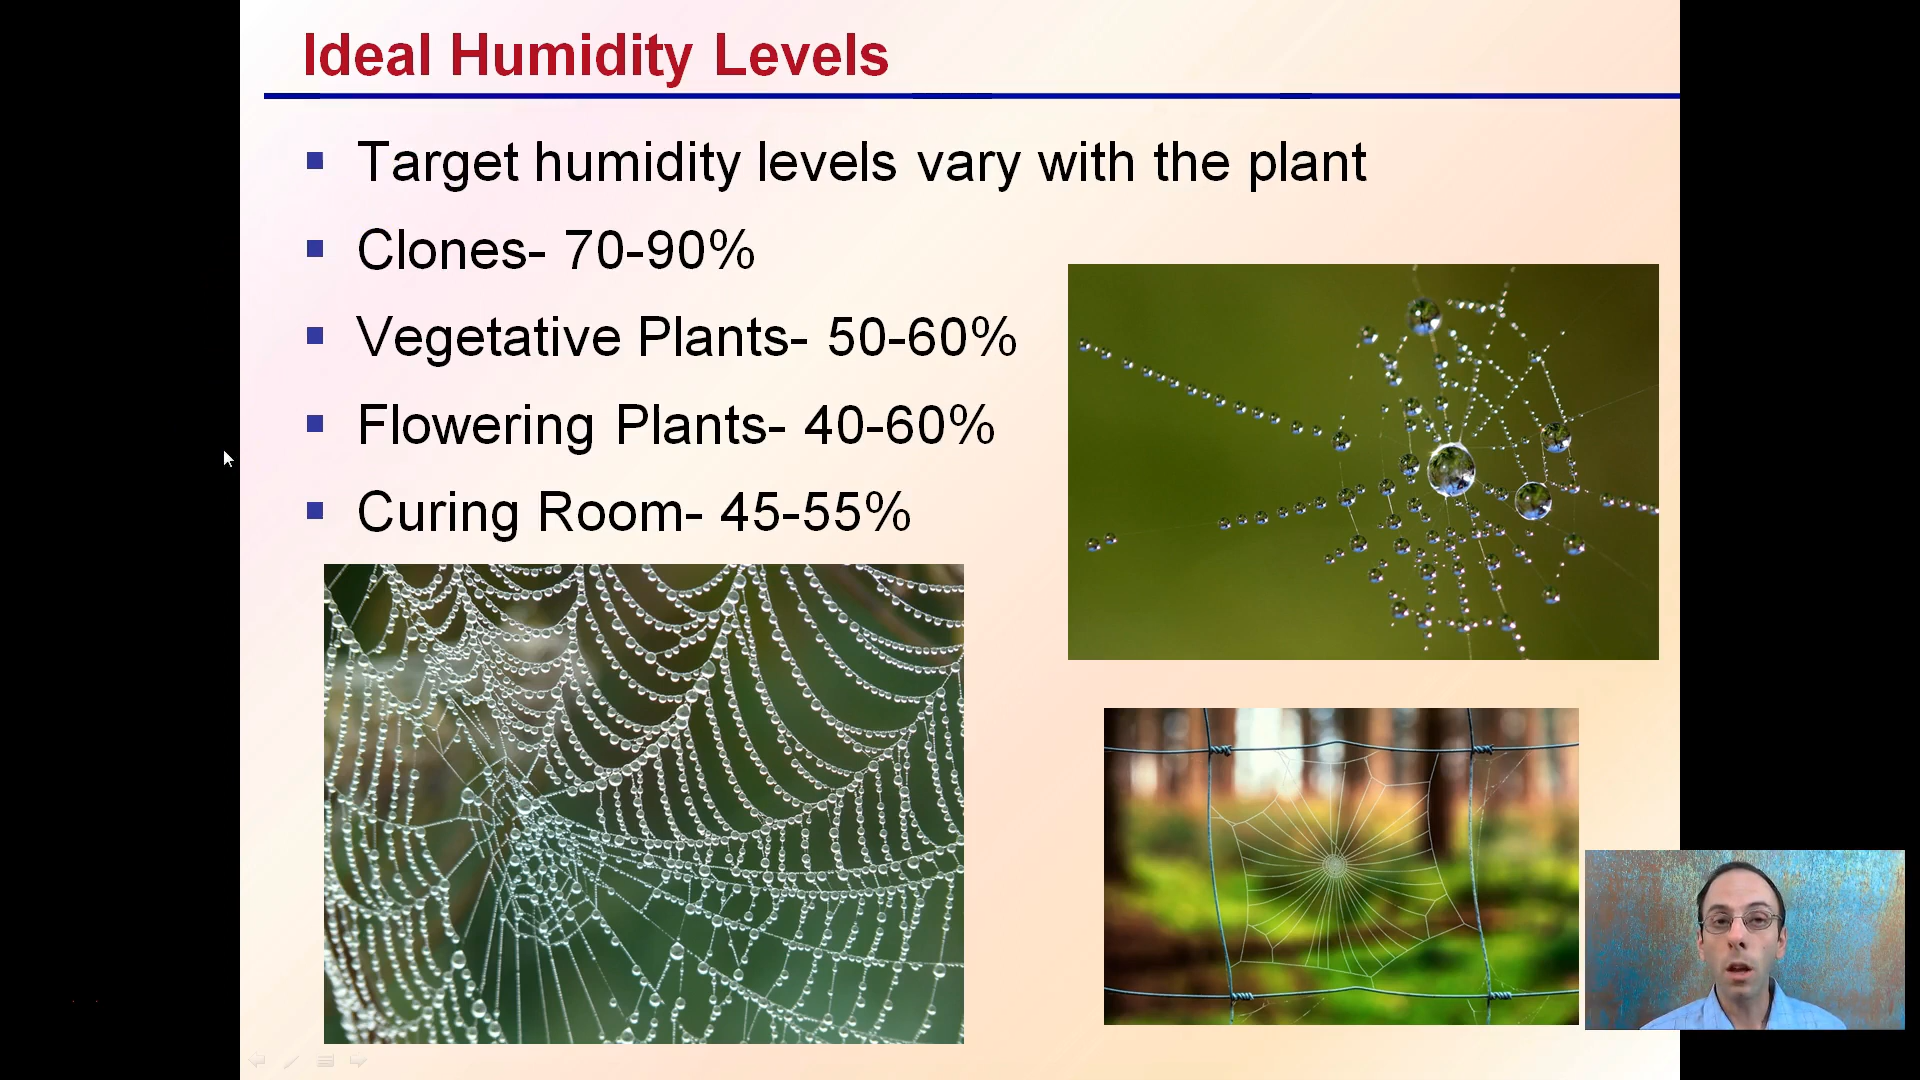 Ideal Humidity Levels
Target humidity levels vary with the plant
Clones- 70-90%
Vegetative Plants- 50-60%
Flowering Plants- 40-60%
Curing Room- 45-55%